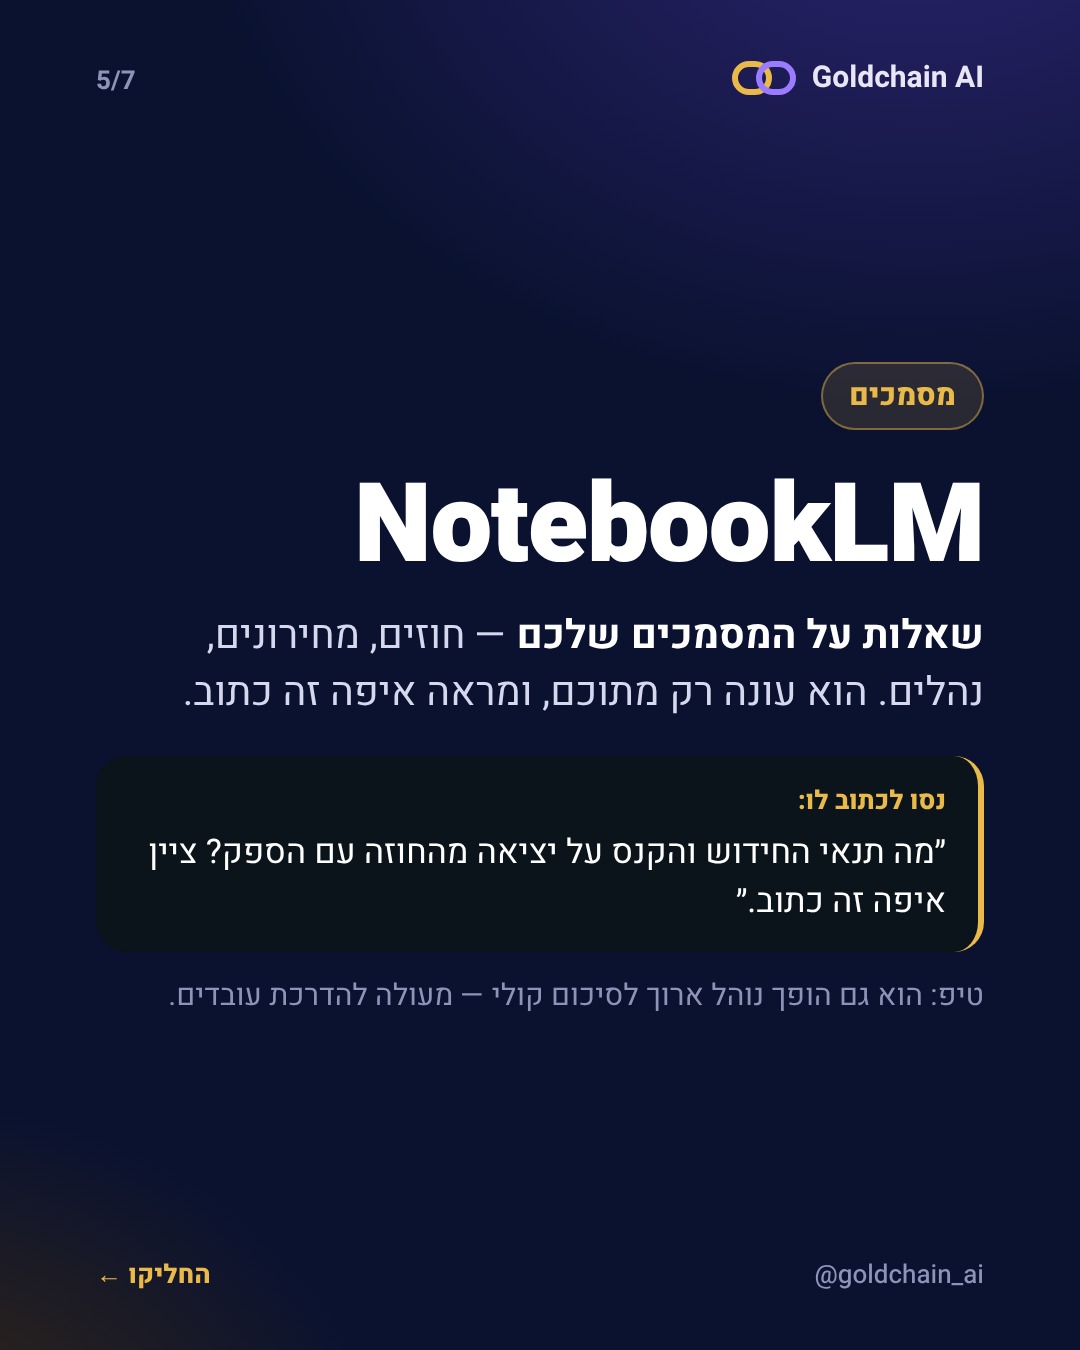 Goldchain AI
5/7
מסמכים
NotebookLM
שאלות על המסמכים שלכם — חוזים, מחירונים,
נהלים. הוא עונה רק מתוכם, ומראה איפה זה כתוב.
נסו לכתוב לו:
״מה תנאי החידוש והקנס על יציאה מהחוזה עם הספק? ציין
איפה זה כתוב.״
טיפ: הוא גם הופך נוהל ארוך לסיכום קולי — מעולה להדרכת עובדים.
@goldchain_ai
החליקו ←